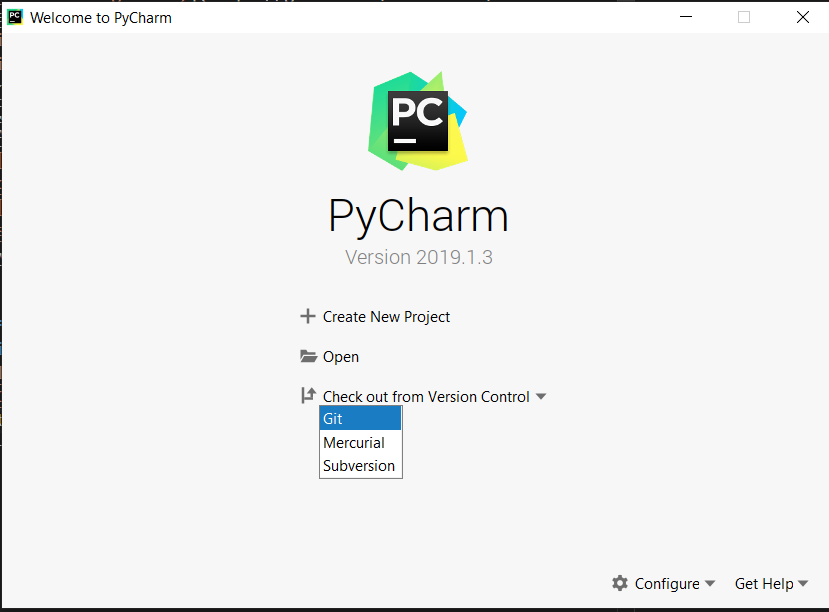 Welcome to PyCharm
PC
PyCharm
Version 2019.1.3
Create New Project
Open
Check out from Version Control
Git
Mercurial
Subversion
Configure
Get Help